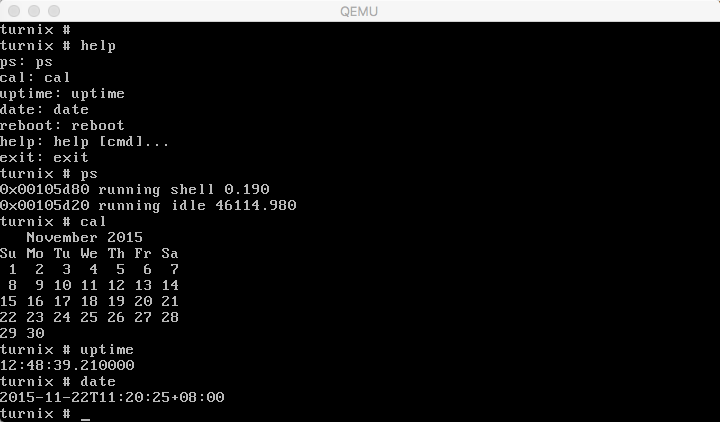 QEMU
turnix #
turnix # help
ps: ps
cal: cal
uptime: uptime
date: date
reboot: reboot
help: help [cmd]...
exit: exit
turnix # ps
0x00105d80 running shell 0.190
0x00105d20 running idle 46114.980
turnix # cal
   November 2015
Su Mo Tu We Th Fr Sa
 1  2  3  4  5  6  7
 8  9 10 11 12 13 14
15 16 17 18 19 20 21
22 23 24 25 26 27 28
29 30
turnix # uptime
12:48:39.210000
turnix # date
2015-11-22T11:20:25+08:00
turnix # _